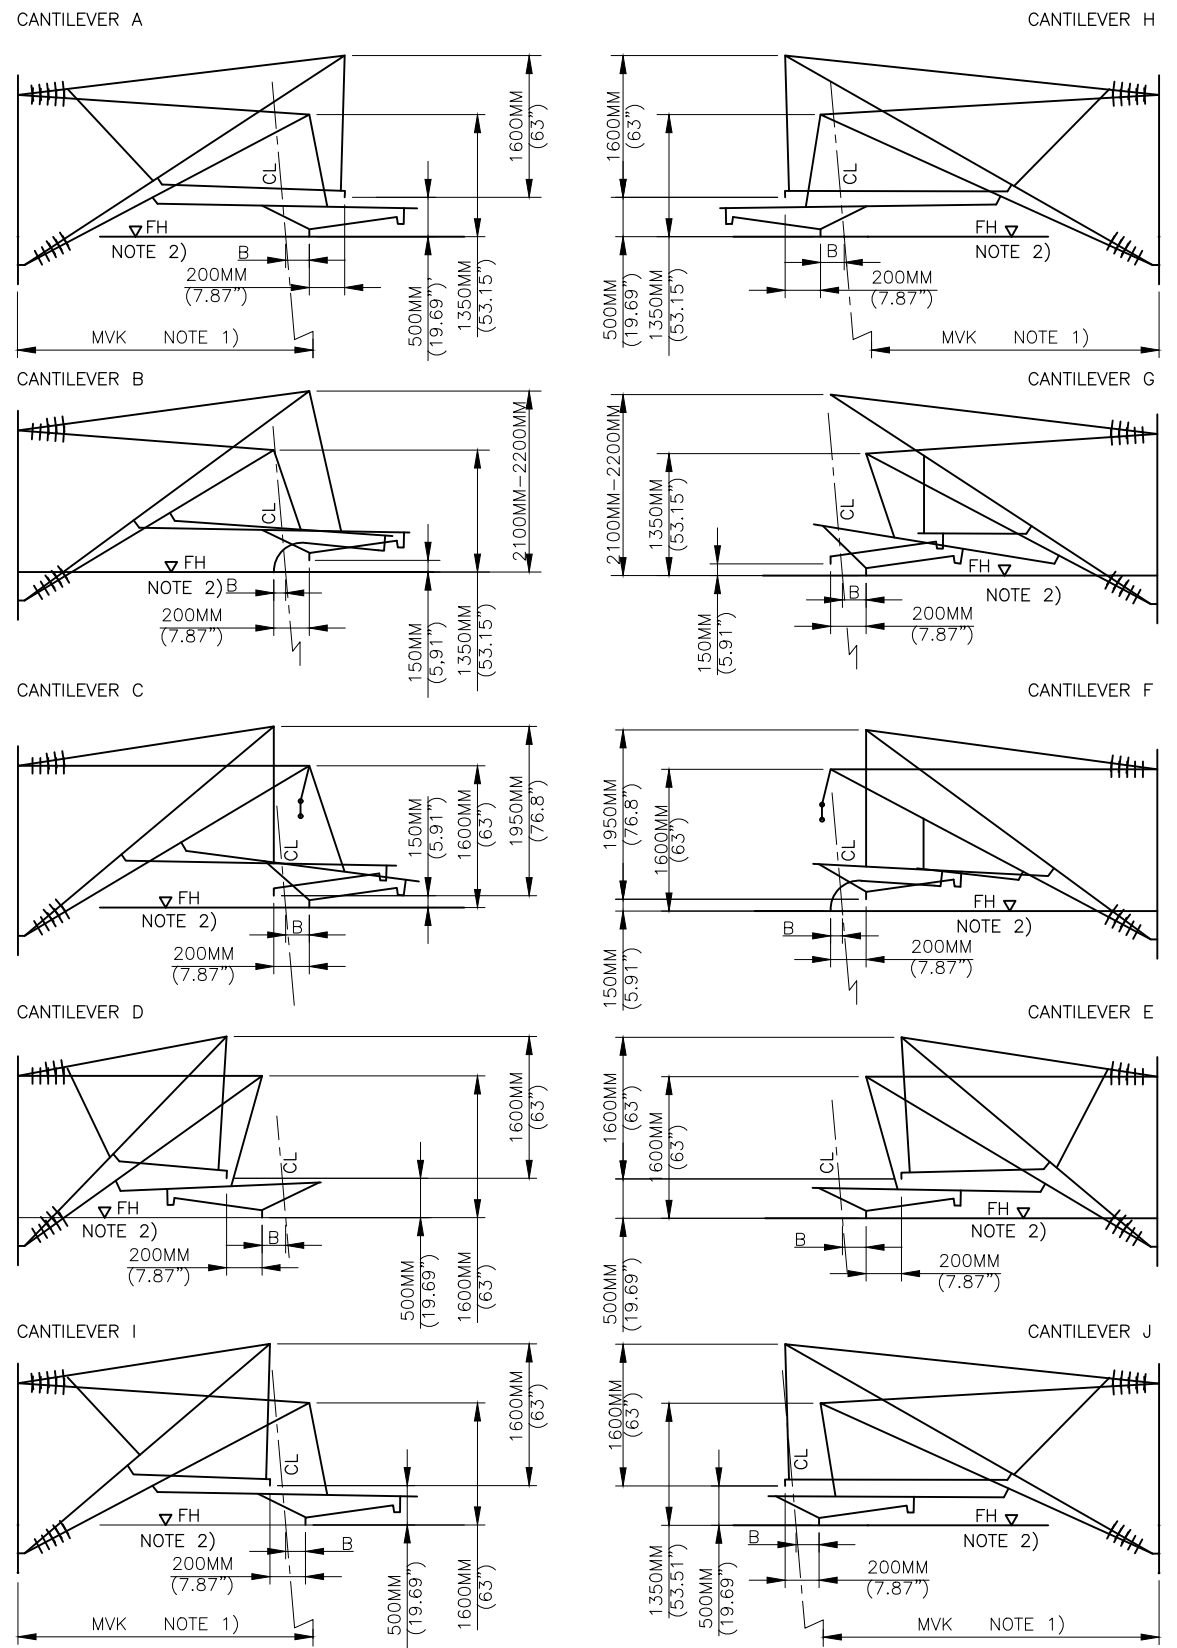 CANTILEVER A
1600MM
(63")
CL
FH
NOTE 2)
B
200MM
(7.87")
500MM
(19.69")
1350MM
(53.15")
MVK NOTE 1)
CANTILEVER H
1600MM
(63")
CL
FH
NOTE 2)
B
200MM
(7.87")
500MM
(19.69")
1350MM
(53.15")
MVK NOTE 1)
CANTILEVER B
2100MM-2200MM
CL
FH
NOTE 2)
B
200MM
(7.87")
150MM
(5,91")
1350MM
(53.15")
CANTILEVER G
2100MM-2200MM
1350MM
(53.15")
CL
FH
NOTE 2)
B
200MM
(7.87")
150MM
(5.91")
CANTILEVER C
150MM
(5.91")
1600MM
(63")
1950MM
(76.8")
CL
FH
NOTE 2)
B
200MM
(7.87")
CANTILEVER F
1950MM
(76.8")
1600MM
(63")
CL
FH
NOTE 2)
B
200MM
(7.87")
150MM
(5.91")
CANTILEVER D
1600MM
(63")
CL
FH
NOTE 2)
B
200MM
(7.87")
500MM
(19.69")
1600MM
(63")
CANTILEVER E
1600MM
(63")
1600MM
(63")
CL
FH
NOTE 2)
B
200MM
(7.87")
500MM
(19.69")
CANTILEVER I
1600MM
(63")
CL
FH
NOTE 2)
B
200MM
(7.87")
500MM
(19.69")
1600MM
(63")
MVK NOTE 1)
CANTILEVER J
1600MM
(63")
CL
FH
NOTE 2)
B
200MM
(7.87")
1350MM
(53.51")
500MM
(19.69")
MVK NOTE 1)